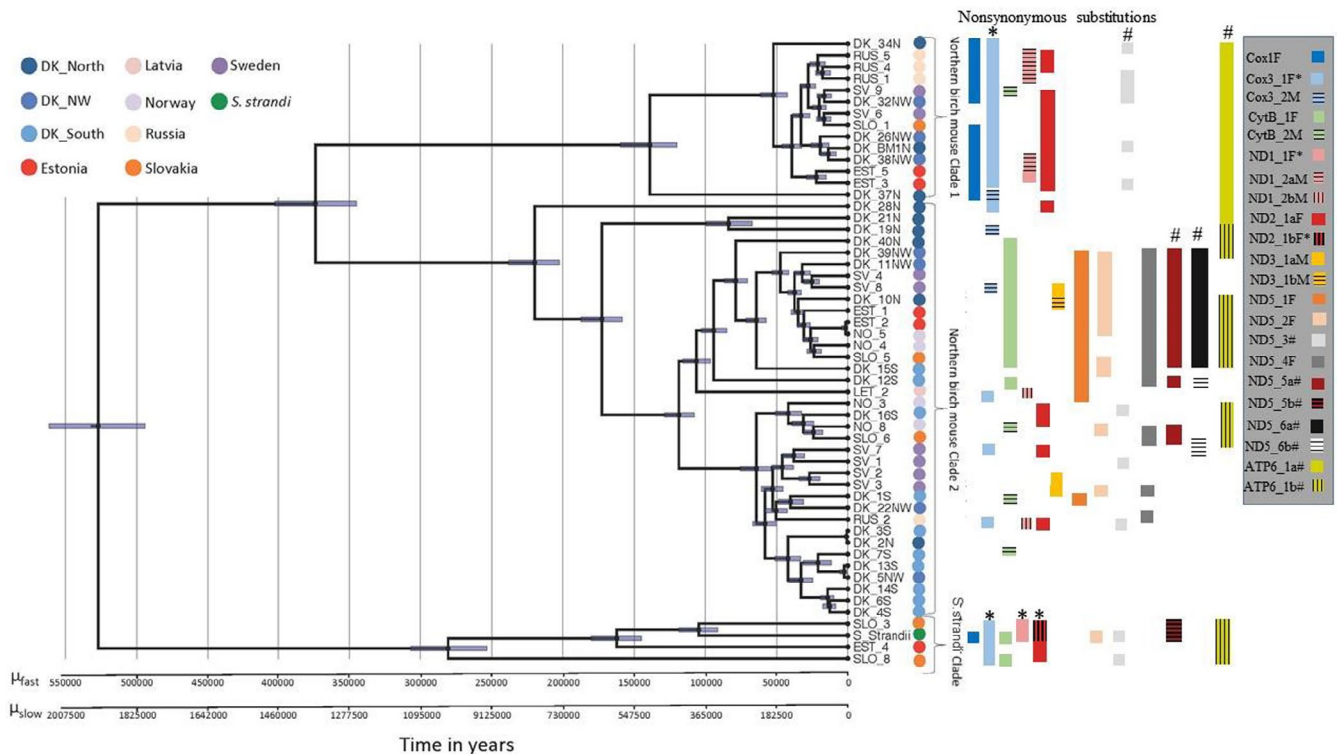 Nonsynonymous substitutions
* # #
DK_North
Latvia
Sweden
DK_NW
Norway
S. strandi
DK_South
Russia
Estonia
Slovakia
DK_34N
RUS_5
RUS_4
RUS_1
SV_9
DK_32NW
SV_6
SLO_1
DK_26NW
DK_BM1N
DK_38NW
EST_5
EST_3
DK_37N
DK_28N
DK_21N
DK_19N
DK_40N
DK_39NW
DK_11NW
SV_4
SV_8
DK_10N
EST_1
EST_2
NO_5
NO_4
SLO_5
DK_15S
DK_12S
LET_2
NO_3
DK_16S
NO_8
SLO_6
SV_7
SV_1
SV_2
SV_3
DK_1S
DK_22NW
RUS_2
DK_3S
DK_2N
DK_7S
DK_13S
DK_5NW
DK_14S
DK_6S
DK_4S
SLO_3
S_Strandii
EST_4
SLO_8
Northern birch mouse Clade 1
Northern birch mouse Clade 2
S. strandi Clade
# #
* * *
Cox1F
Cox3_1F*
Cox3_2M
CytB_1F
CytB_2M
ND1_1F*
ND1_2aM
ND1_2bM
ND2_1aF
ND2_1bF*
ND3_1aM
ND3_1bM
ND5_1F
ND5_2F
ND5_3#
ND5_4F
ND5_5a#
ND5_5b#
ND5_6a#
ND5_6b#
ATP6_1a#
ATP6_1b#
μfast 550000 500000 450000 400000 350000 300000 250000 200000 150000 100000 50000 0
μslow 2007500 1825000 1642000 1460000 1277500 1095000 9125000 730000 547500 365000 182500 0
Time in years